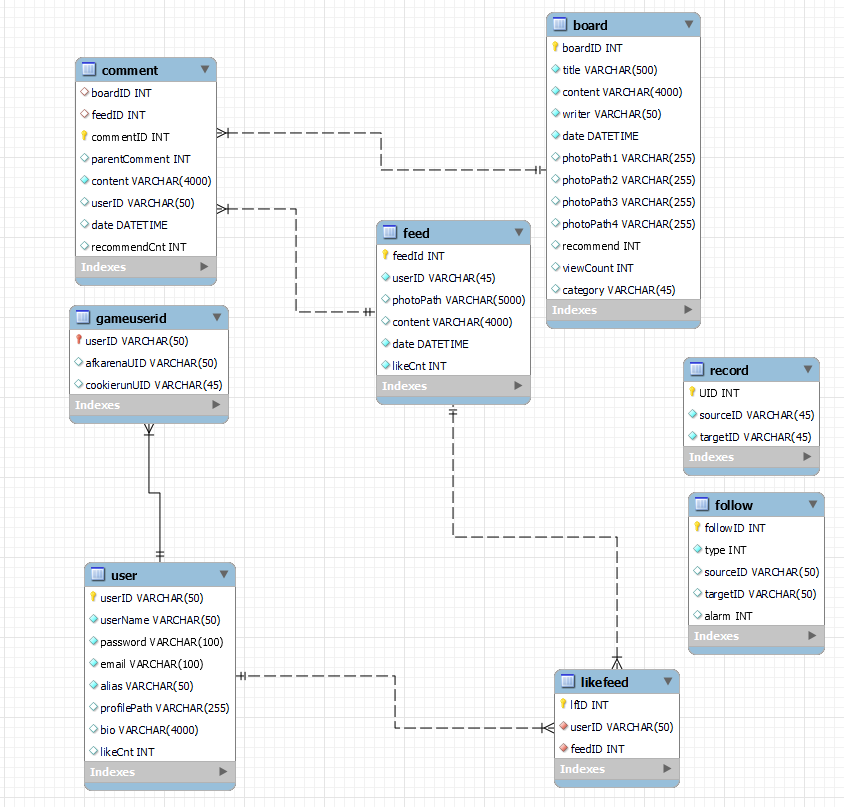 comment
boardID INT
feedID INT
commentID INT
parentComment INT
content VARCHAR(4000)
userID VARCHAR(50)
date DATETIME
recommendCnt INT
Indexes
board
boardID INT
title VARCHAR(500)
content VARCHAR(4000)
writer VARCHAR(50)
date DATETIME
photoPath1 VARCHAR(255)
photoPath2 VARCHAR(255)
photoPath3 VARCHAR(255)
photoPath4 VARCHAR(255)
recommend INT
viewCount INT
category VARCHAR(45)
Indexes
feed
feedId INT
userID VARCHAR(45)
photoPath VARCHAR(5000)
content VARCHAR(4000)
date DATETIME
likeCnt INT
Indexes
gameuserid
userID VARCHAR(50)
afkarenaUID VARCHAR(50)
cookierunUID VARCHAR(45)
Indexes
record
UID INT
sourceID VARCHAR(45)
targetID VARCHAR(45)
Indexes
follow
followID INT
type INT
sourceID VARCHAR(50)
targetID VARCHAR(50)
alarm INT
Indexes
user
userID VARCHAR(50)
userName VARCHAR(50)
password VARCHAR(100)
email VARCHAR(100)
alias VARCHAR(50)
profilePath VARCHAR(255)
bio VARCHAR(4000)
likeCnt INT
Indexes
likefeed
lfID INT
userID VARCHAR(50)
feedID INT
Indexes